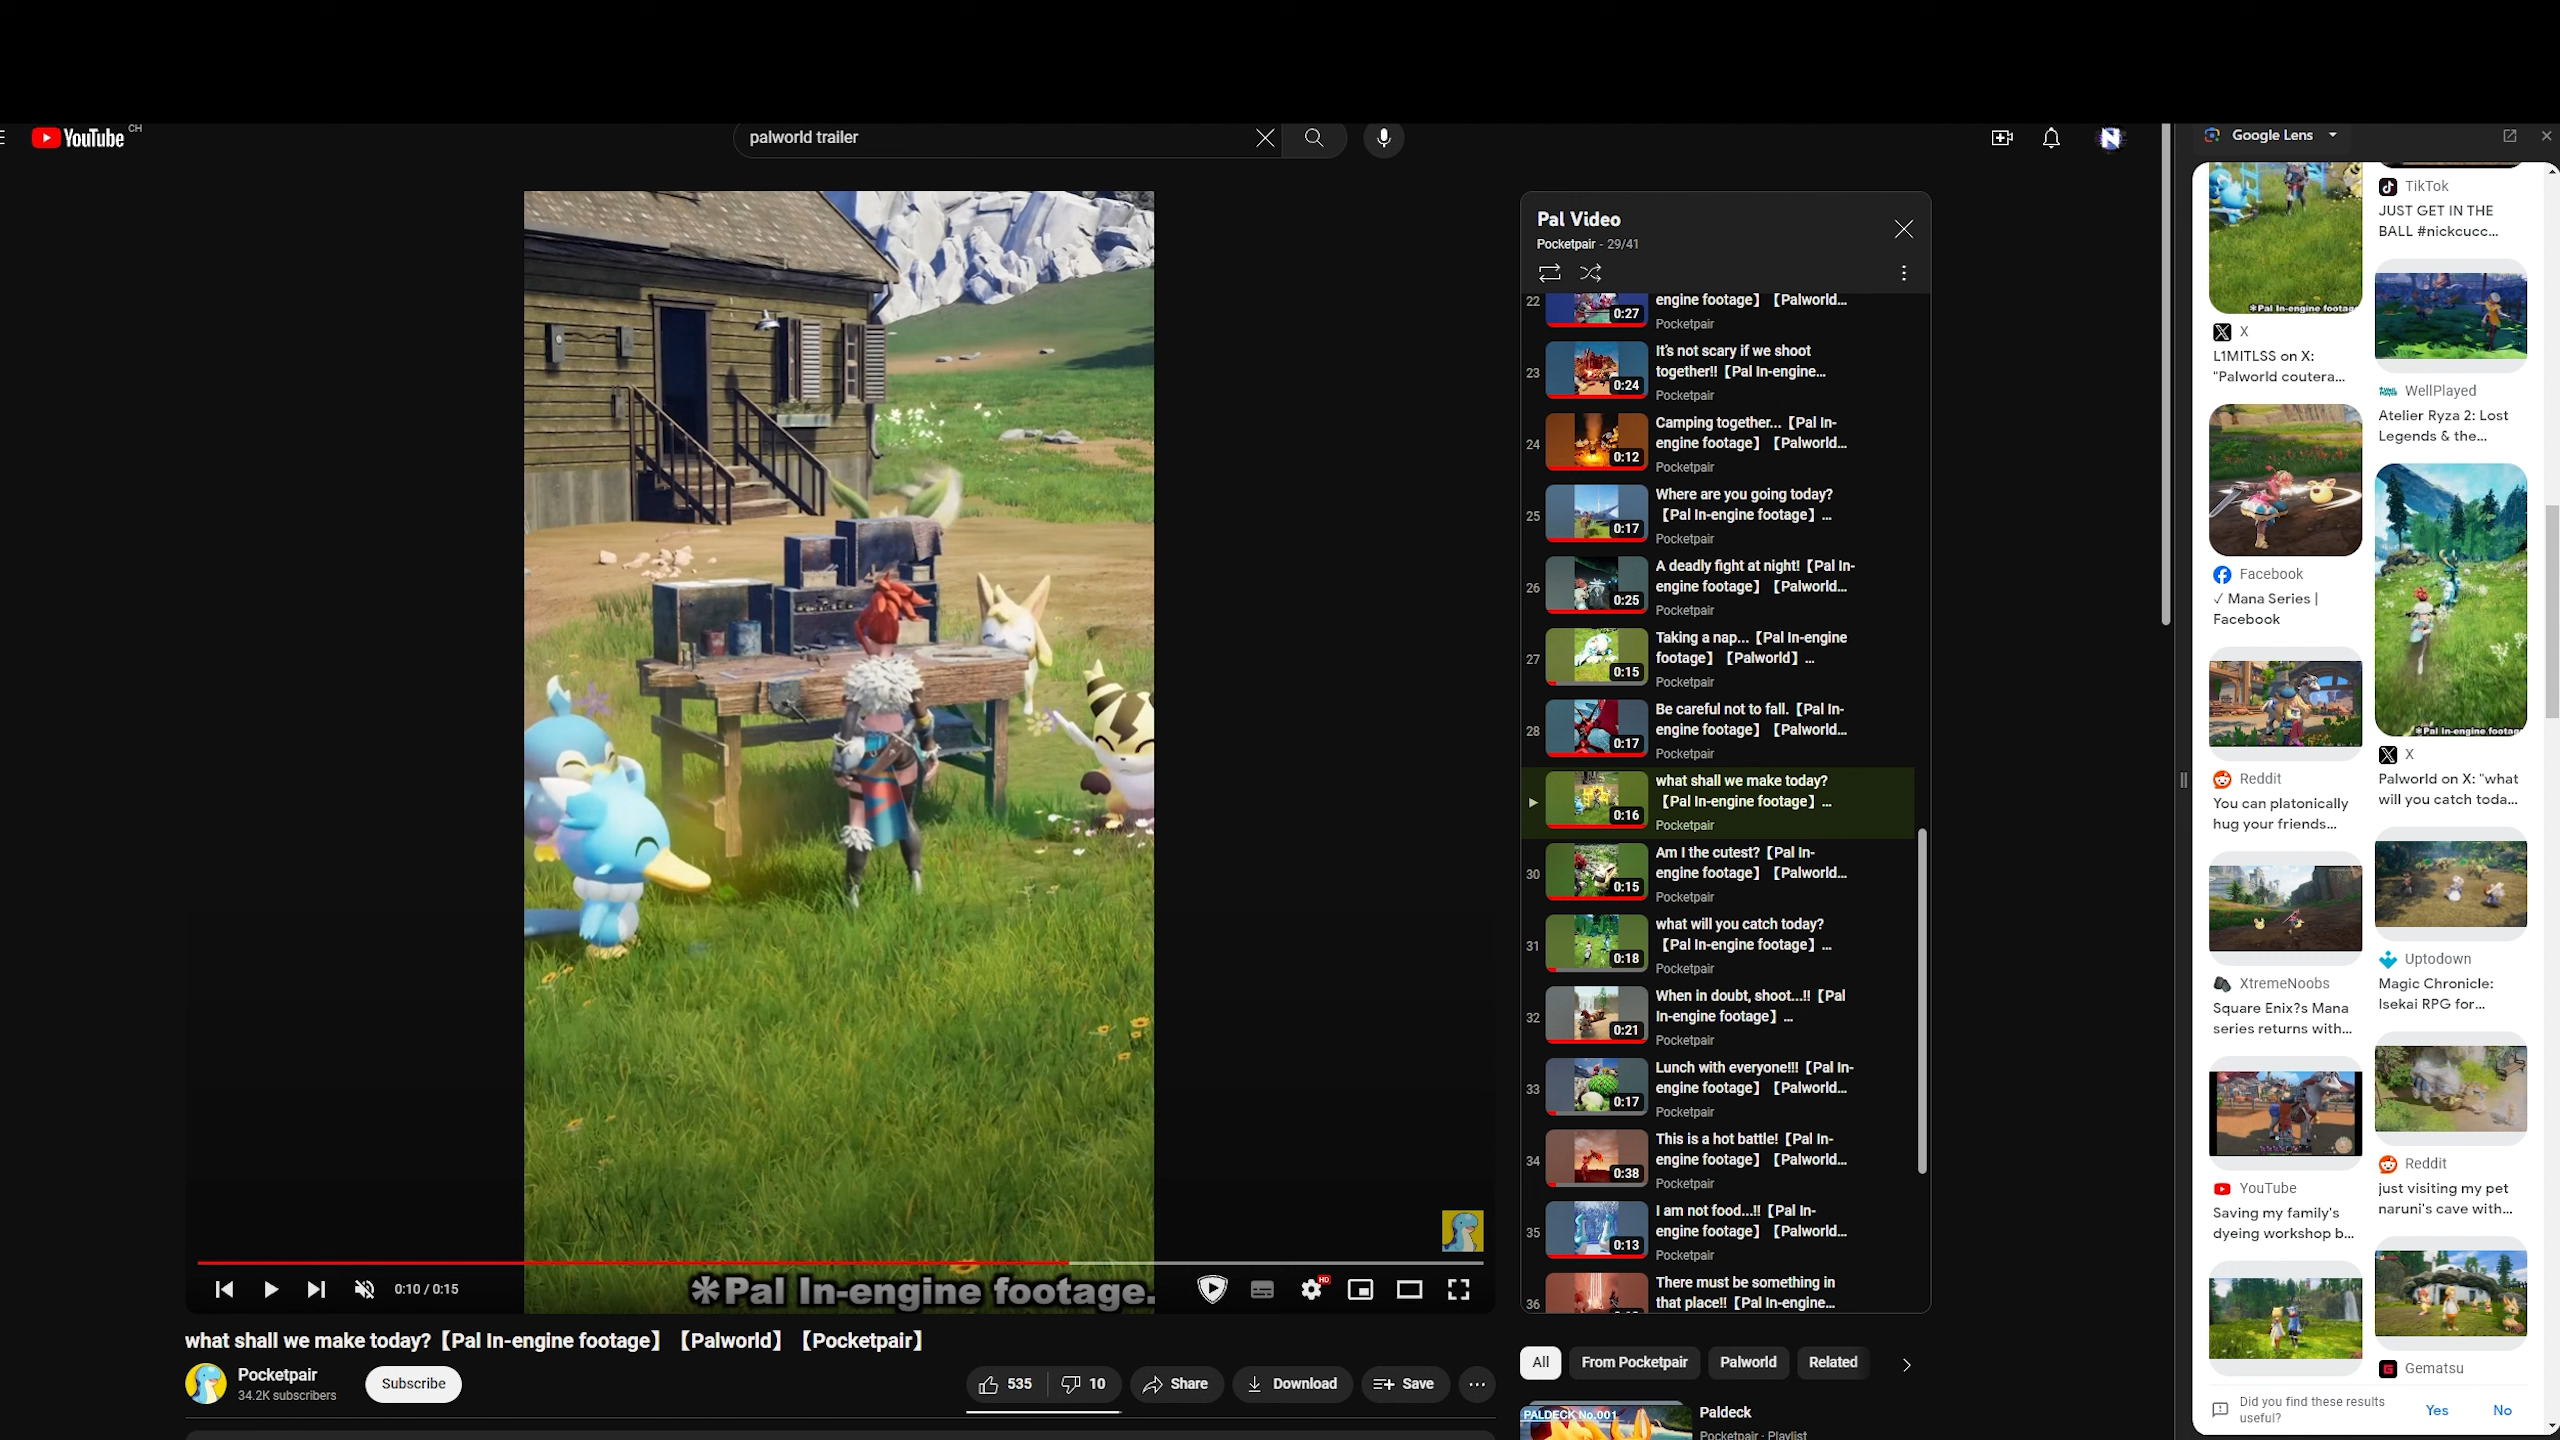 YouTube CH
palworld trailer
Pal Video
Pocketpair - 29/41
22
engine footage】【Palworld...
Pocketpair
0:27
23
It's not scary if we shoot
together!!【Pal In-engine...
Pocketpair
0:24
24
Camping together...【Pal In-
engine footage】【Palworld...
Pocketpair
0:12
25
Where are you going today?
【Pal In-engine footage】...
Pocketpair
0:17
26
A deadly fight at night!【Pal In-
engine footage】【Palworld...
Pocketpair
0:25
27
Taking a nap...【Pal In-engine
footage】【Palworld】...
Pocketpair
0:15
28
Be careful not to fall.【Pal In-
engine footage】【Palworld...
Pocketpair
0:17
what shall we make today?
【Pal In-engine footage】...
Pocketpair
0:16
30
Am I the cutest?【Pal In-
engine footage】【Palworld...
Pocketpair
0:15
31
what will you catch today?
【Pal In-engine footage】...
Pocketpair
0:18
32
When in doubt, shoot...!!【Pal
In-engine footage】...
Pocketpair
0:21
33
Lunch with everyone!!!【Pal In-
engine footage】【Palworld...
Pocketpair
0:17
34
This is a hot battle!【Pal In-
engine footage】【Palworld...
Pocketpair
0:38
35
I am not food...!!【Pal In-
engine footage】【Palworld...
Pocketpair
0:13
36
There must be something in
that place!!【Pal In-engine...
0:10 / 0:15
*Pal In-engine footage.
HD
what shall we make today?【Pal In-engine footage】【Palworld】【Pocketpair】
Pocketpair
34.2K subscribers
Subscribe
535
10
Share
Download
Save
All
From Pocketpair
Palworld
Related
PALDECK No.001
Paldeck
Pocketpair · Playlist
Google Lens
*Pal In-engine footag
X
L1MITLSS on X:
"Palworld coutera...
Facebook
✓ Mana Series |
Facebook
Reddit
You can platonically
hug your friends...
XtremeNoobs
Square Enix?s Mana
series returns with...
YouTube
Saving my family's
dyeing workshop b...
TikTok
JUST GET IN THE
BALL #nickcucc...
WellPlayed
Atelier Ryza 2: Lost
Legends & the...
*Pal In-engine footag
X
Palworld on X: "what
will you catch toda...
Uptodown
Magic Chronicle:
Isekai RPG for...
Reddit
just visiting my pet
naruni's cave with...
Gematsu
Did you find these results
useful?
Yes
No